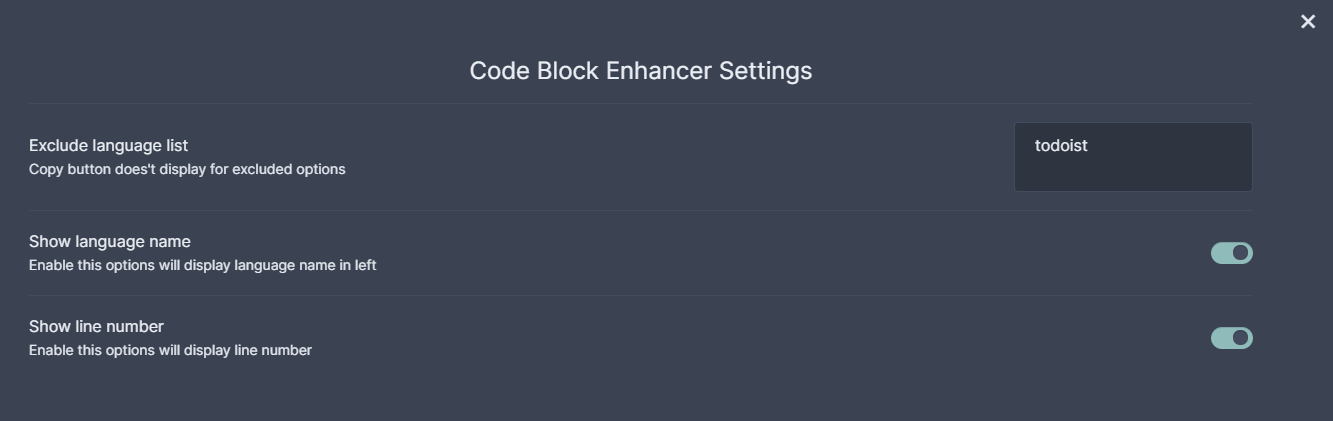 Code Block Enhancer Settings
Exclude language list
Copy button does't display for excluded options
todoist
Show language name
Enable this options will display language name in left
Show line number
Enable this options will display line number